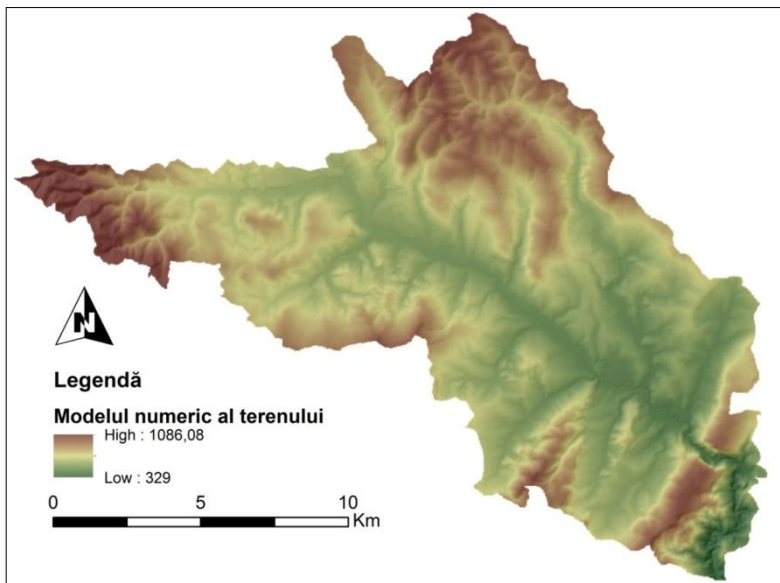 N
Legendă
Modelul numeric al terenului
High : 1086,08
Low : 329
0 5 10
Km